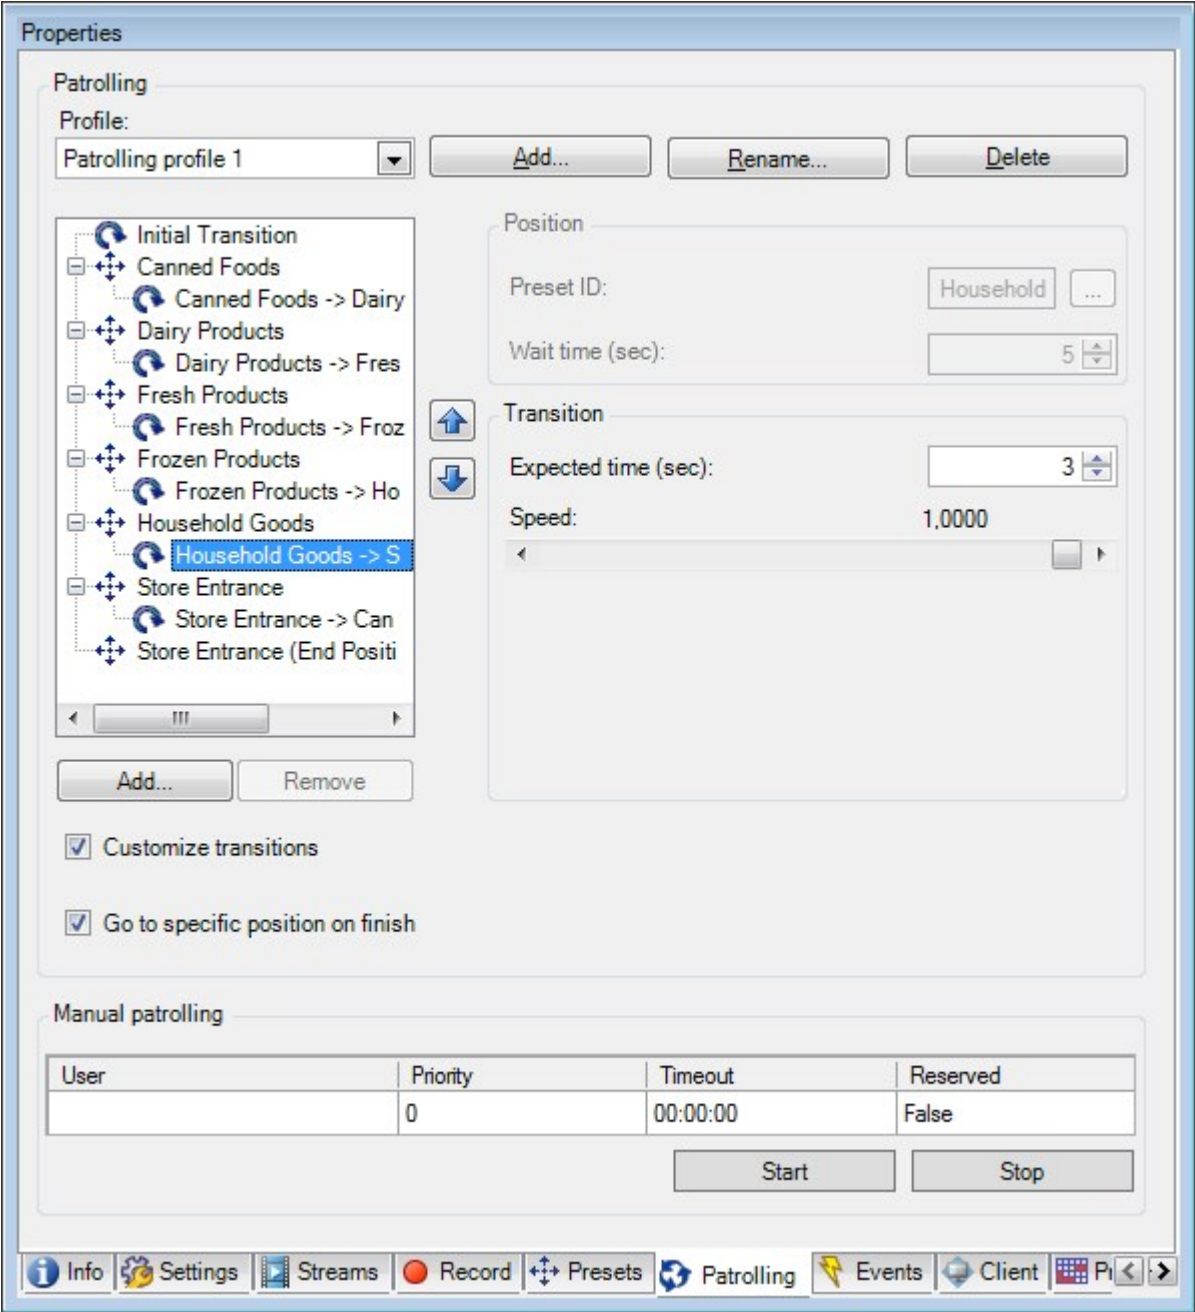 Properties
Patrolling
Profile:
Patrolling profile 1
Add...
Rename...
Delete
Initial Transition
Canned Foods
Canned Foods -> Dairy
Dairy Products
Dairy Products -> Fres
Fresh Products
Fresh Products -> Froz
Frozen Products
Frozen Products -> Ho
Household Goods
Household Goods -> S
Store Entrance
Store Entrance -> Can
Store Entrance (End Positi
Add...
Remove
Position
Preset ID:
Household
...
Wait time (sec):
5
Transition
Expected time (sec):
3
Speed:
1,0000
Customize transitions
Go to specific position on finish
Manual patrolling
User Priority Timeout Reserved
0 00:00:00 False
Start
Stop
Info Settings Streams Record Presets Patrolling Events Client